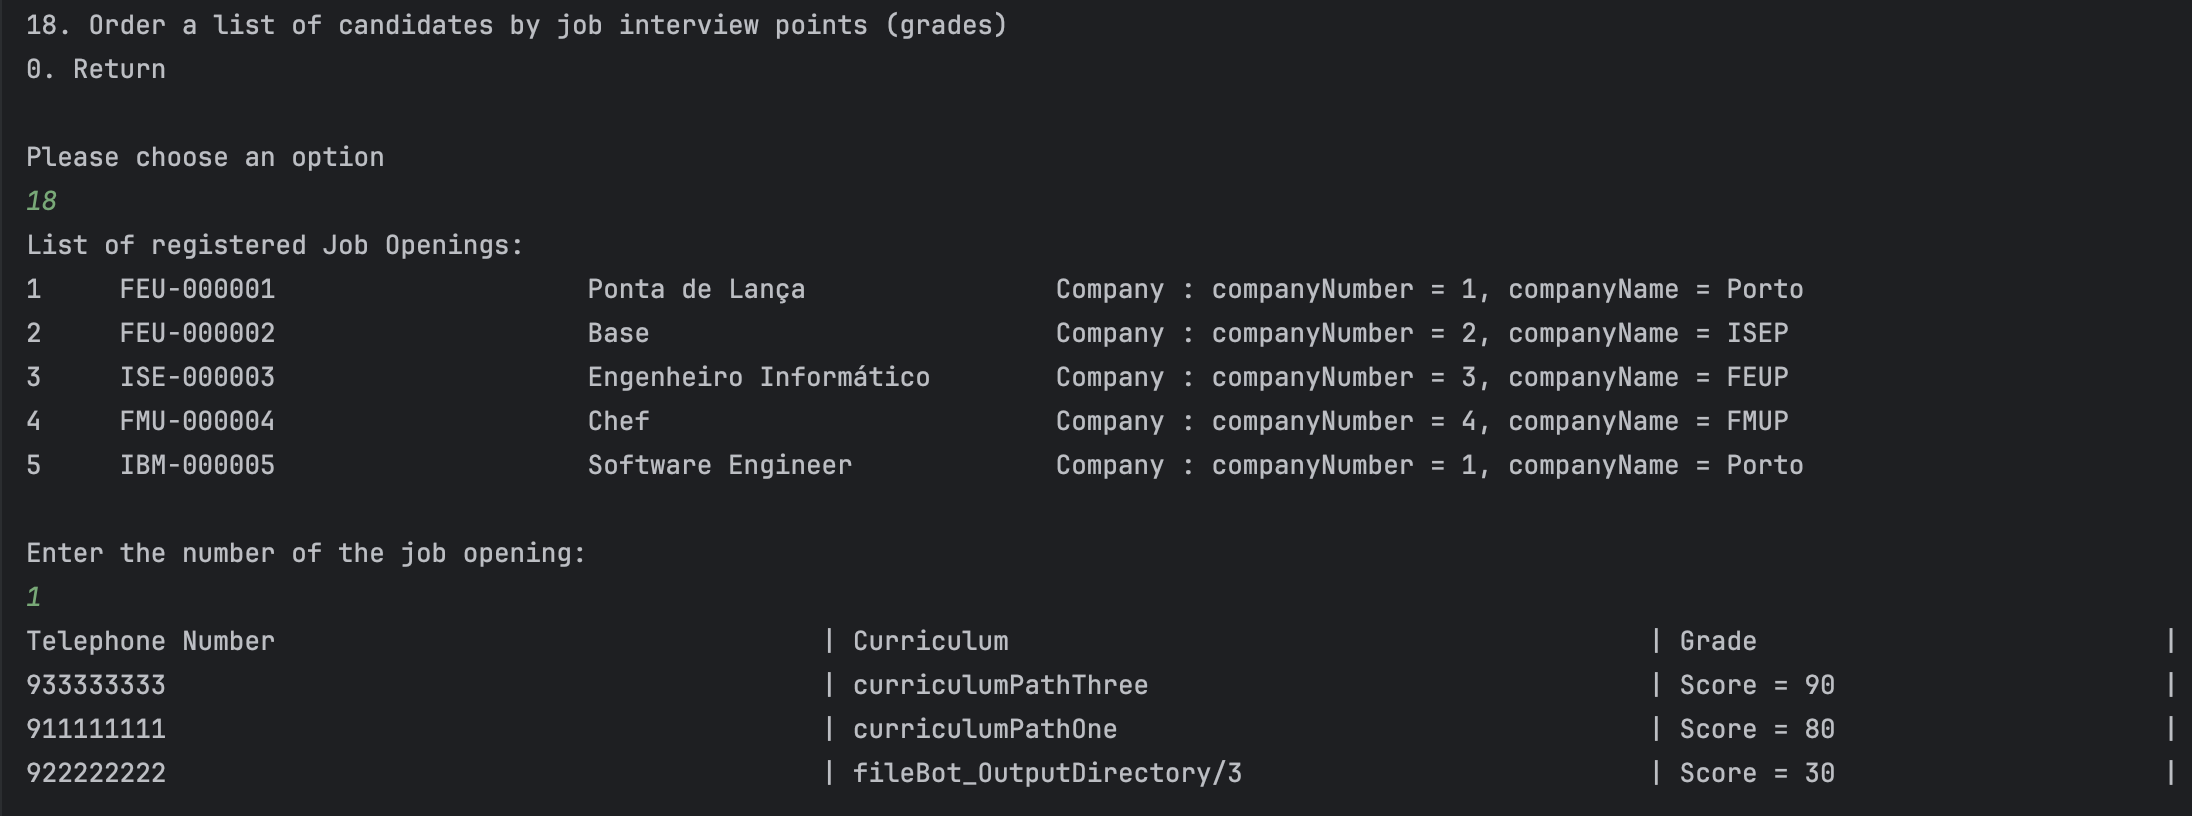 18. Order a list of candidates by job interview points (grades)
0. Return
Please choose an option
18
List of registered Job Openings:
1 FEU-000001 Ponta de Lança Company : companyNumber = 1, companyName = Porto
2 FEU-000002 Base Company : companyNumber = 2, companyName = ISEP
3 ISE-000003 Engenheiro Informático Company : companyNumber = 3, companyName = FEUP
4 FMU-000004 Chef Company : companyNumber = 4, companyName = FMUP
5 IBM-000005 Software Engineer Company : companyNumber = 1, companyName = Porto
Enter the number of the job opening:
1
Telephone Number | Curriculum | Grade |
933333333 | curriculumPathThree | Score = 90 |
911111111 | curriculumPathOne | Score = 80 |
922222222 | fileBot_OutputDirectory/3 | Score = 30 |